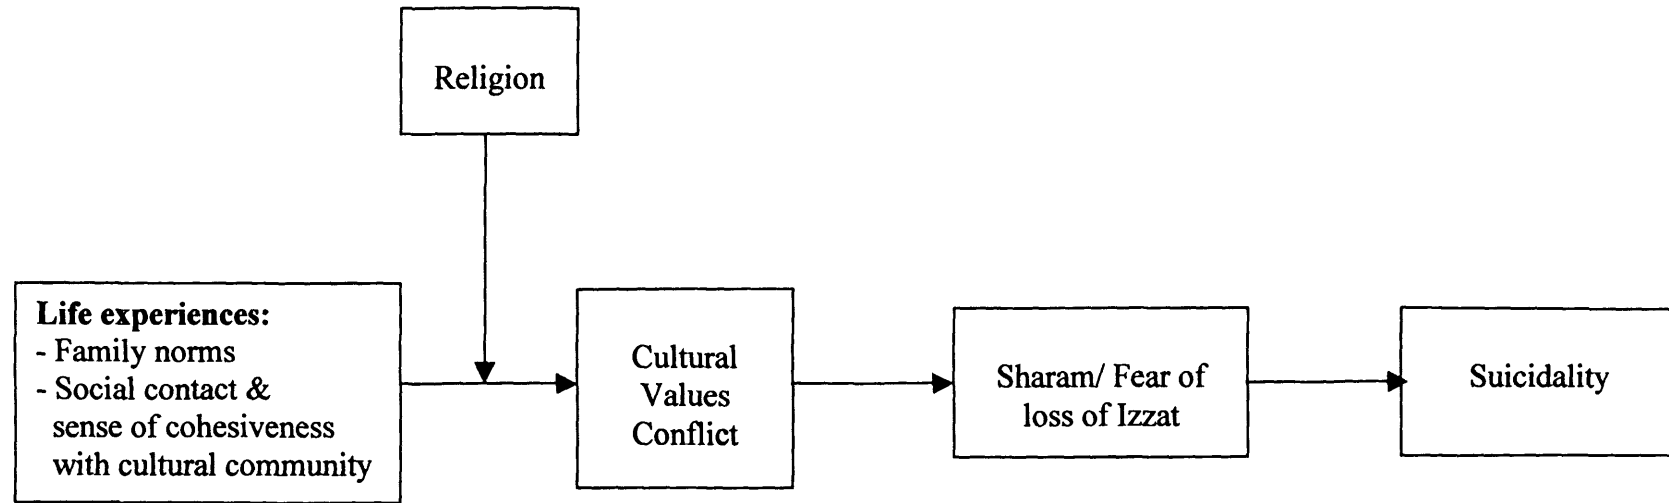 Religion
Life experiences:
- Family norms
- Social contact &
sense of cohesiveness
with cultural community
Cultural
Values
Conflict
Sharam/ Fear of
loss of Izzat
Suicidality